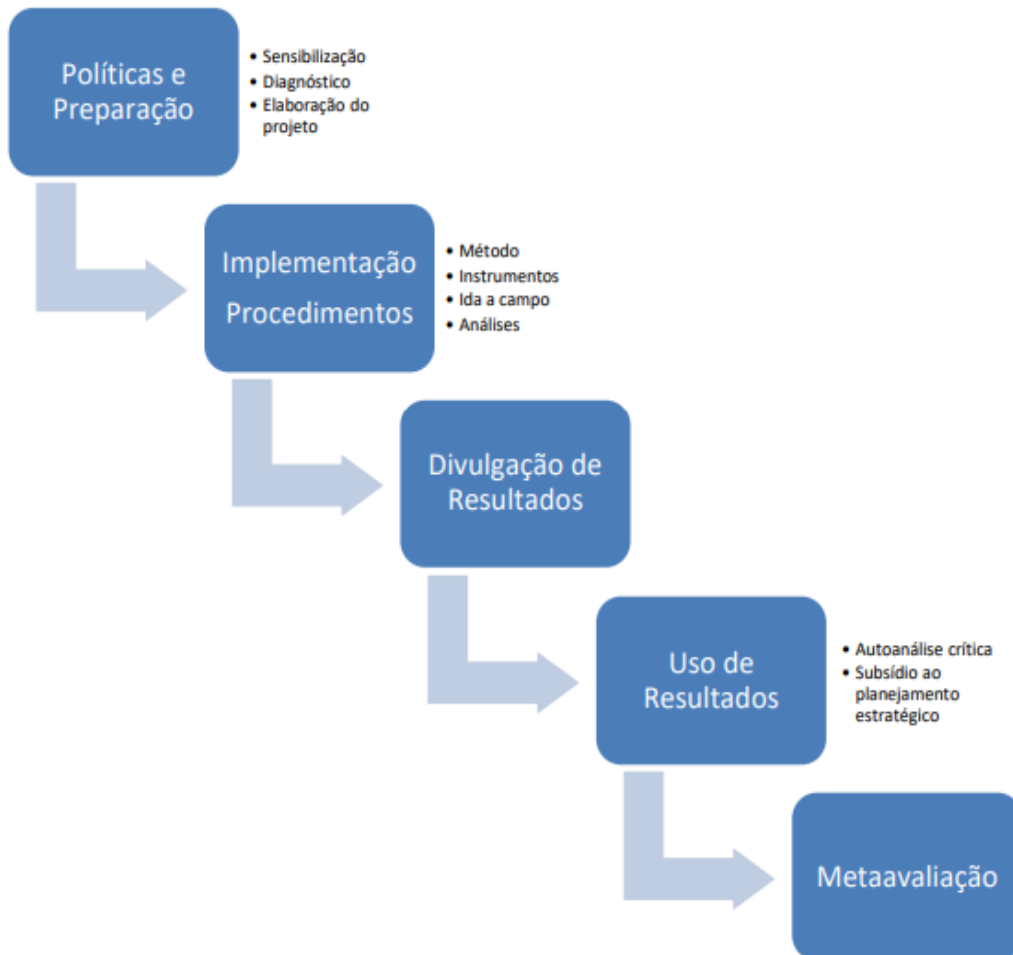 Políticas e
Preparação
• Sensibilização
• Diagnóstico
• Elaboração do
projeto
Implementação
Procedimentos
• Método
• Instrumentos
• Ida a campo
• Análises
Divulgação de
Resultados
Uso de
Resultados
• Autoanálise crítica
• Subsídio ao
planejamento
estratégico
Metaavaliação